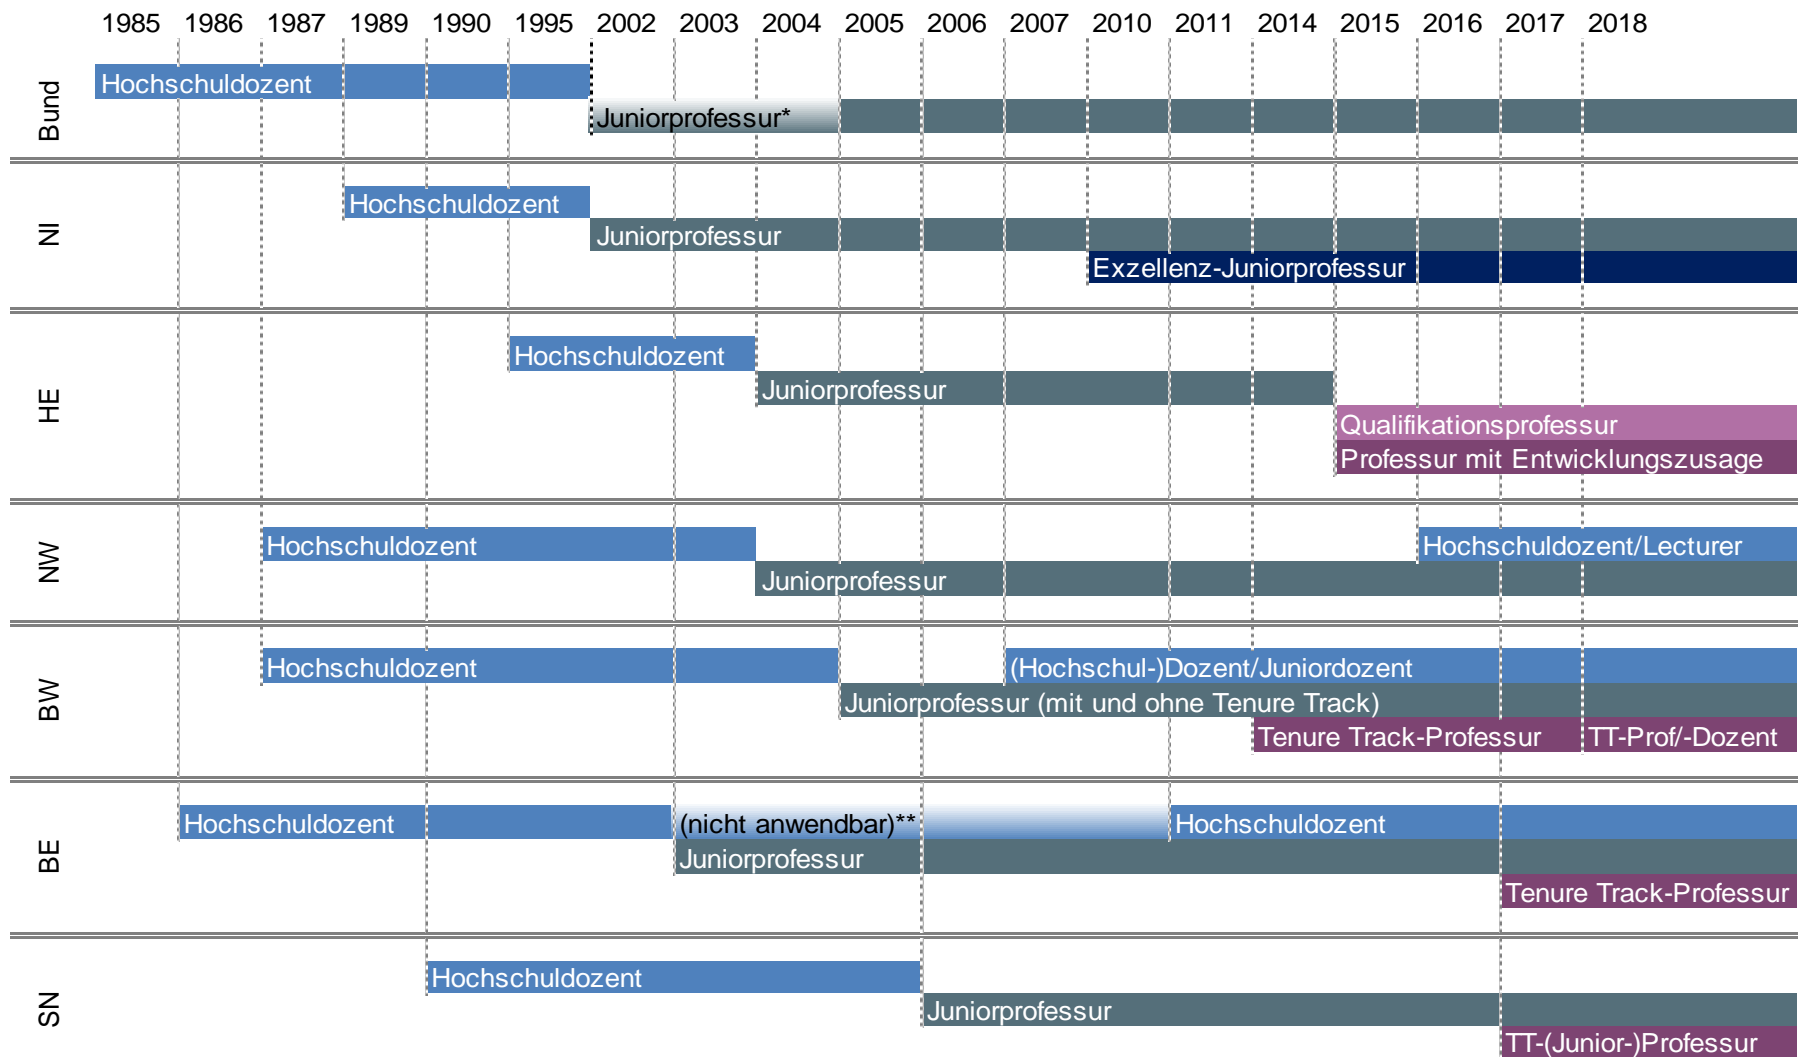 1985 1986 1987 1989 1990 1995 2002 2003 2004 2005 2006 2007 2010 2011 2014 2015 2016 2017 2018
Bund
Hochschuldozent
Juniorprofessur*
NI
Hochschuldozent
Juniorprofessur
Exzellenz-Juniorprofessur
HE
Hochschuldozent
Juniorprofessur
Qualifikationsprofessur
Professur mit Entwicklungszusage
NW
Hochschuldozent Hochschuldozent/Lecturer
Juniorprofessur
BW
Hochschuldozent (Hochschul-)Dozent/Juniordozent
Juniorprofessur (mit und ohne Tenure Track)
Tenure Track-Professur TT-Prof/-Dozent
BE
Hochschuldozent (nicht anwendbar)** Hochschuldozent
Juniorprofessur
Tenure Track-Professur
SN
Hochschuldozent
Juniorprofessur
TT-(Junior-)Professur